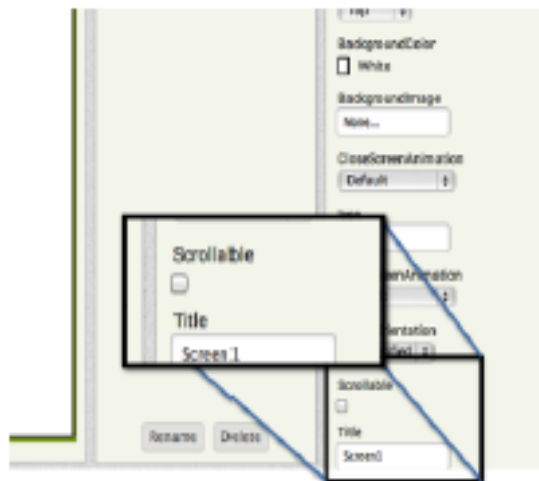 BackgroundColor
White
BackgroundImage
None...
CloseScreenAnimation
Default
Scrollable
Title
Screen1
Rename
Delete
Scrollable
Title
Screen1